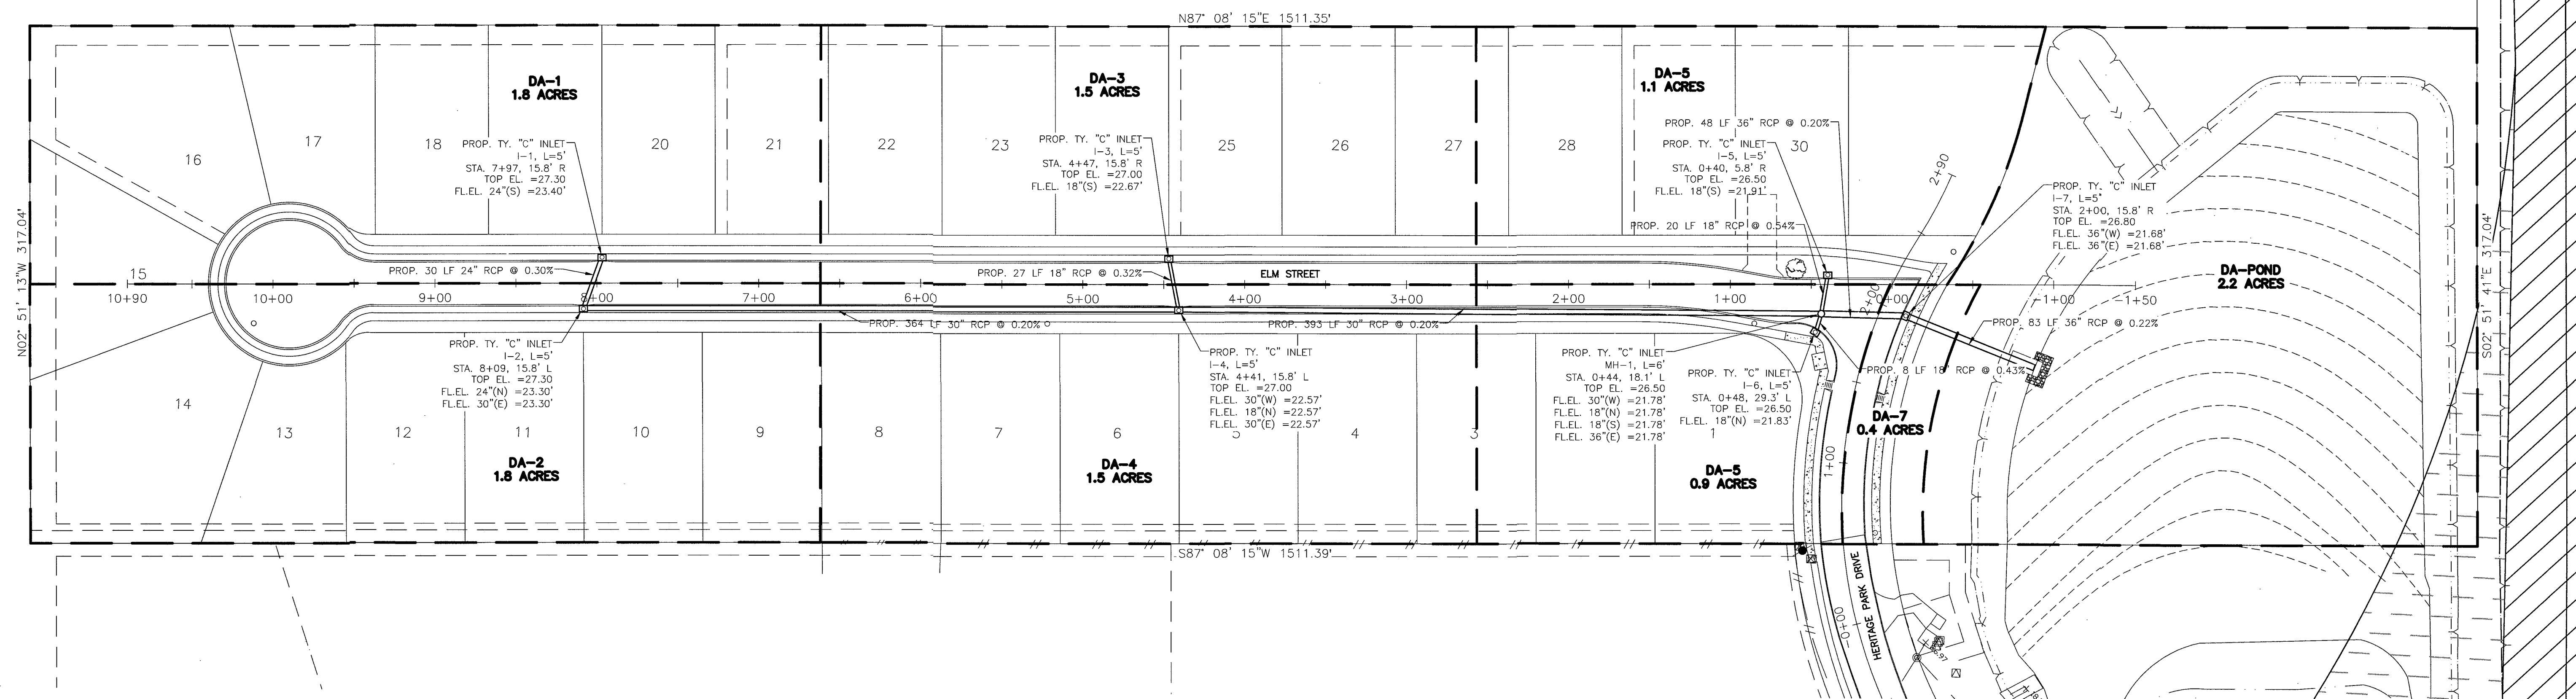 N87° 08' 15"E 1511.35'
DA-1
1.8 ACRES
DA-3
1.5 ACRES
DA-5
1.1 ACRES
16
17
18
20
21
22
23
25
26
27
28
30
PROP. TY. "C" INLET
I-1, L=5'
STA. 7+97, 15.8' R
TOP EL. =27.30
FL.EL. 24"(S) =23.40'
PROP. TY. "C" INLET
I-3, L=5'
STA. 4+47, 15.8' R
TOP EL. =27.00
FL.EL. 18"(S) =22.67'
PROP. 48 LF 36" RCP @ 0.20%
PROP. TY. "C" INLET
I-5, L=5'
STA. 0+40, 5.8' R
TOP EL. =26.50
FL.EL. 18"(S) =21.91'
PROP. 20 LF 18" RCP @ 0.54%
2+90
PROP. TY. "C" INLET
I-7, L=5'
STA. 2+00, 15.8' R
TOP EL. =26.80
FL.EL. 36"(W) =21.68'
FL.EL. 36"(E) =21.68'
N02° 51' 13"W 317.04'
S02° 51' 41"E 317.04'
15
PROP. 30 LF 24" RCP @ 0.30%
PROP. 27 LF 18" RCP @ 0.32%
ELM STREET
DA-POND
2.2 ACRES
10+90
10+00
9+00
8+00
7+00
6+00
5+00
4+00
3+00
2+00
1+00
2+00
0+00
-1+00
-1+50
PROP. 364 LF 30" RCP @ 0.20%
PROP. 393 LF 30" RCP @ 0.20%
PROP. 83 LF 36" RCP @ 0.22%
PROP. TY. "C" INLET
I-2, L=5'
STA. 8+09, 15.8' L
TOP EL. =27.30
FL.EL. 24"(N) =23.30'
FL.EL. 30"(E) =23.30'
PROP. TY. "C" INLET
I-4, L=5'
STA. 4+41, 15.8' L
TOP EL. =27.00
FL.EL. 30"(W) =22.57'
FL.EL. 18"(N) =22.57'
FL.EL. 30"(E) =22.57'
PROP. TY. "C" INLET
MH-1, L=6'
STA. 0+44, 18.1' L
TOP EL. =26.50
FL.EL. 30"(W) =21.78'
FL.EL. 18"(N) =21.78'
FL.EL. 18"(S) =21.78'
FL.EL. 36"(E) =21.78'
PROP. TY. "C" INLET
I-6, L=5'
STA. 0+48, 29.3' L
TOP EL. =26.50
FL.EL. 18"(N) =21.83'
PROP. 8 LF 18" RCP @ 0.43%
DA-7
0.4 ACRES
14
13
12
11
10
9
8
7
6
5
4
3
1
DA-2
1.8 ACRES
DA-4
1.5 ACRES
DA-5
0.9 ACRES
1+00
S87° 08' 15"W 1511.39'
-0+00
HERITAGE PARK DRIVE